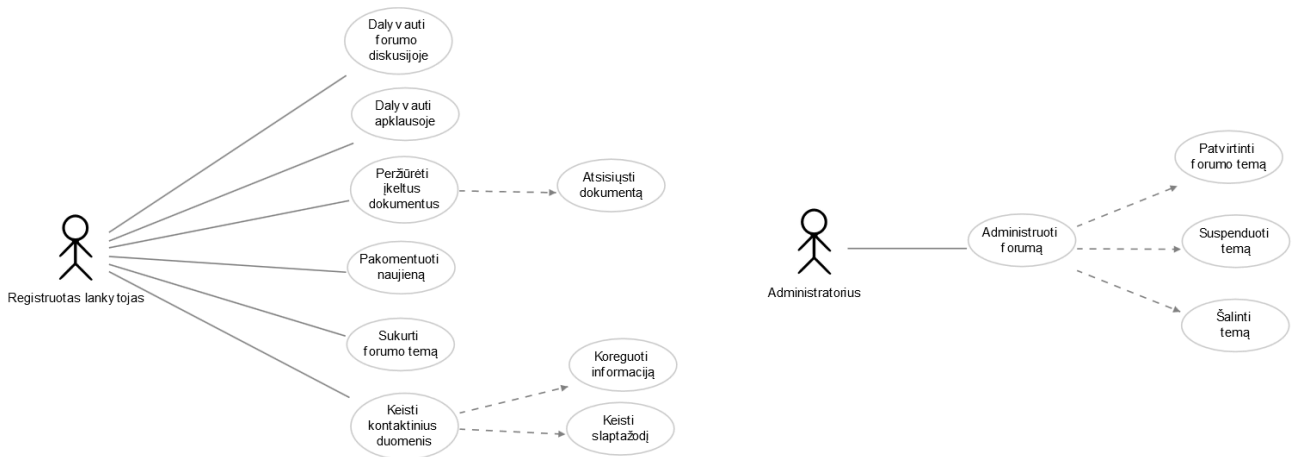 Dalyvauti
forumo
diskusijoje
Dalyvauti
apklausoje
Peržiūrėti
įkeltus
dokumentus
Atsisiųsti
dokumentą
Pakomentuoti
naujieną
Registruotas lankytojas
Sukurti
forumo temą
Keisti
kontaktinius
duomenis
Koreguoti
informaciją
Keisti
slaptažodį
Administratorius
Administruoti
forumą
Patvirtinti
forumo temą
Suspenduoti
temą
Šalinti
temą